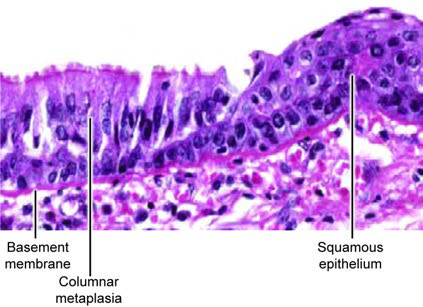 Basement
membrane
Columnar
metaplasia
Squamous
epithelium